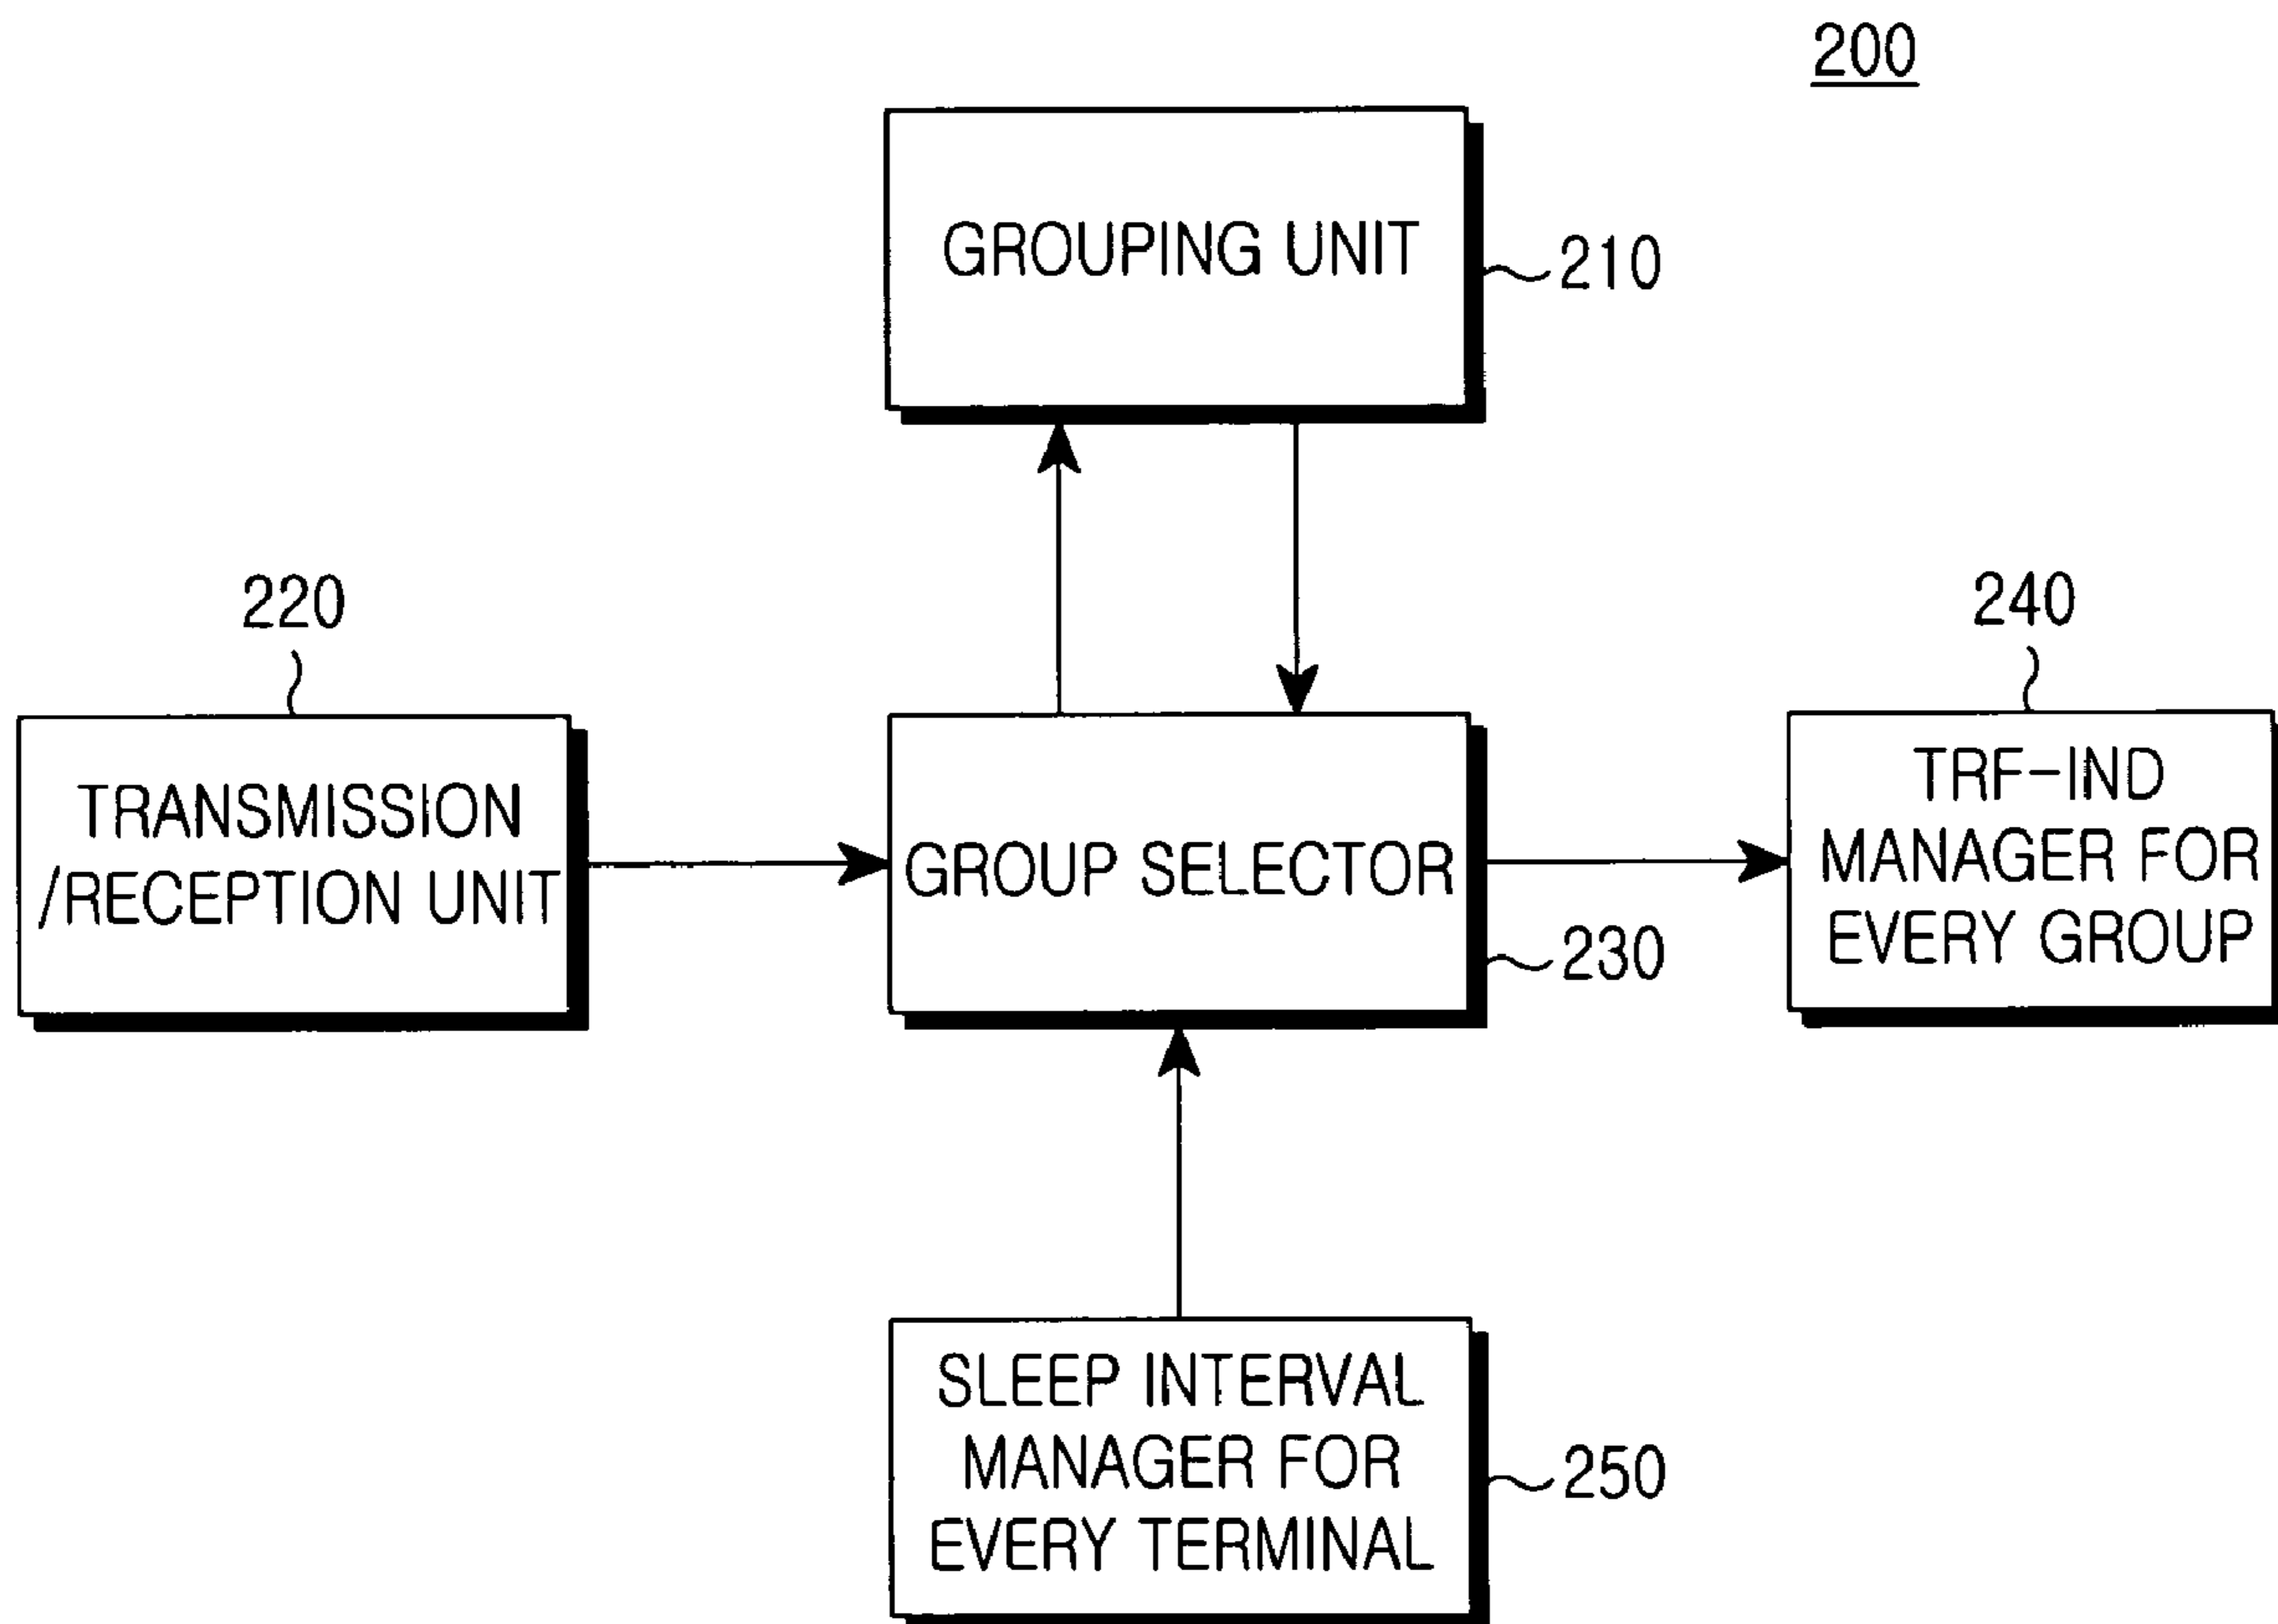 200
GROUPING UNIT
210
220
240
TRANSMISSION
/RECEPTION UNIT
GROUP SELECTOR
230
TRF-IND
MANAGER FOR
EVERY GROUP
SLEEP INTERVAL
MANAGER FOR
EVERY TERMINAL
250